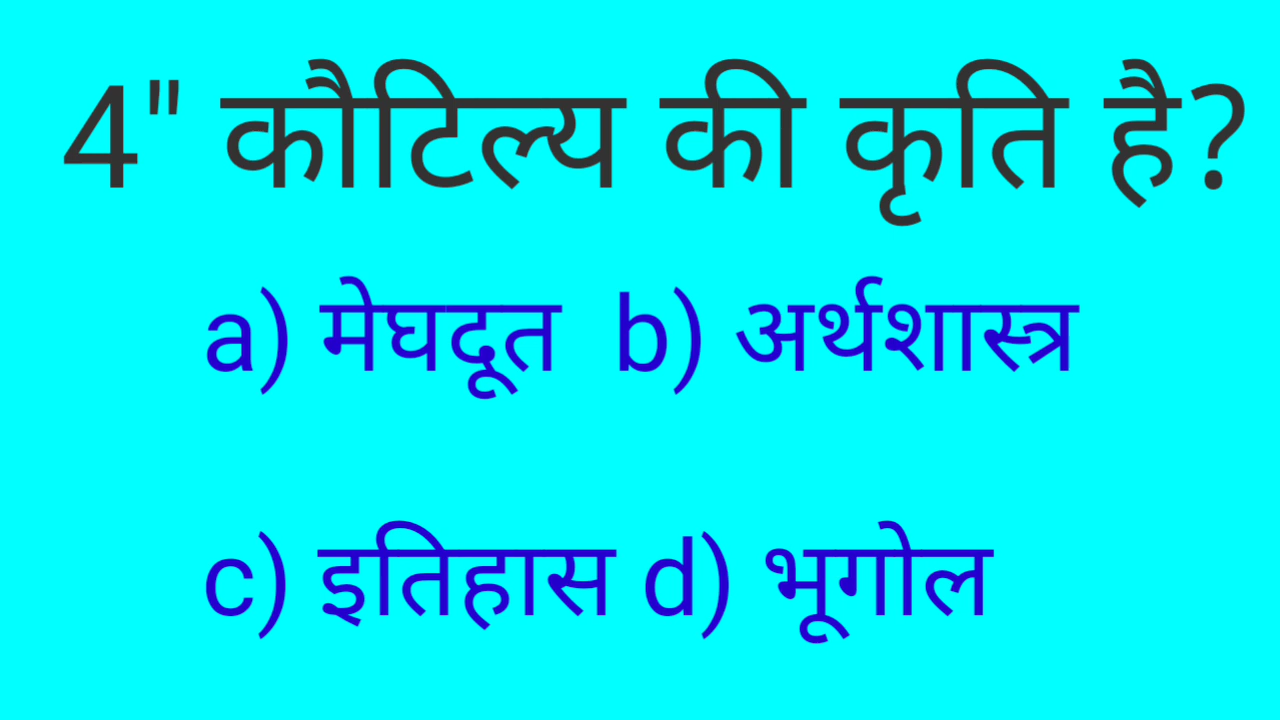 4" कौटिल्य की कृति है?
a) मेघदूत b) अर्थशास्त्र
c) इतिहास d) भूगोल